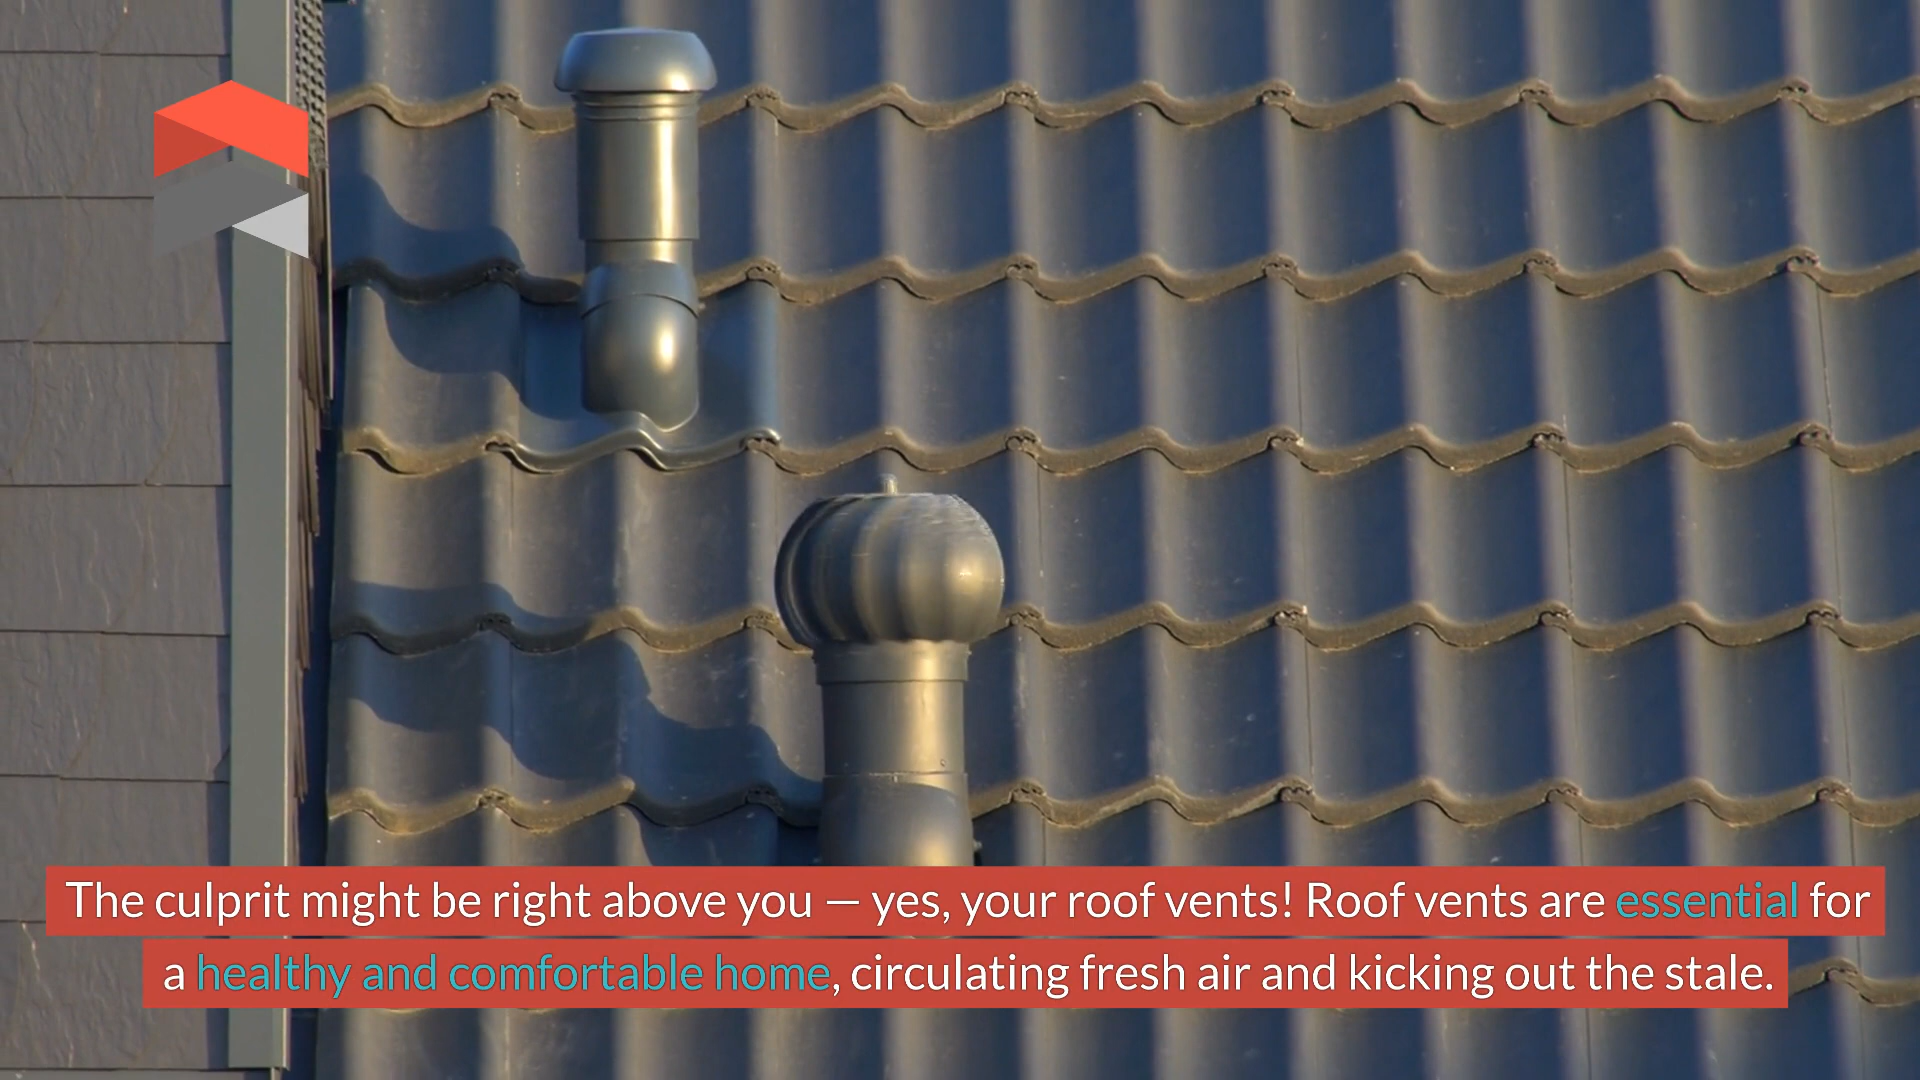 The culprit might be right above you — yes, your roof vents! Roof vents are essential for
a healthy and comfortable home, circulating fresh air and kicking out the stale.